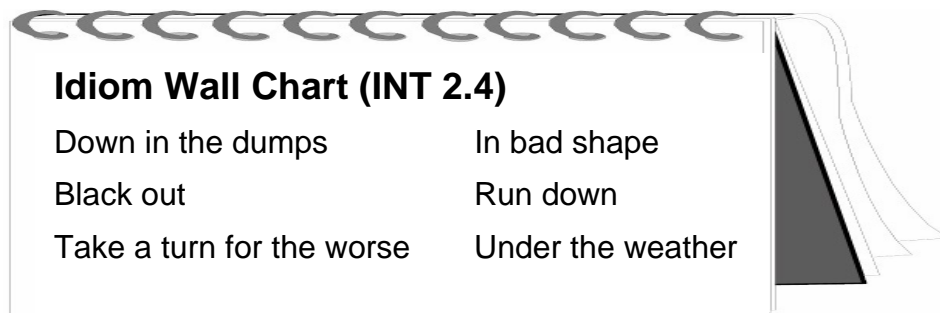 Idiom Wall Chart (INT 2.4)
Down in the dumps In bad shape
Black out Run down
Take a turn for the worse Under the weather